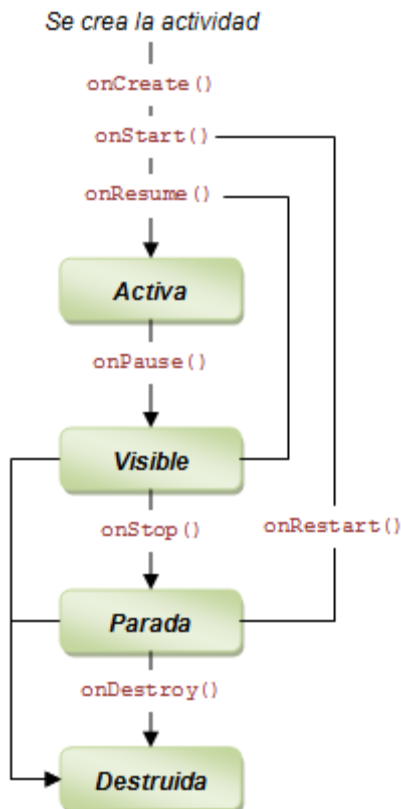 Se crea la actividad
onCreate()
onStart()
onResume()
Activa
onPause()
Visible
onStop()
onRestart()
Parada
onDestroy()
Destruida